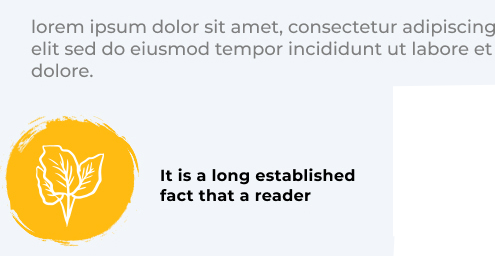 lorem ipsum dolor sit amet, consectetur adipiscing
elit sed do eiusmod tempor incididunt ut labore et
dolore.
It is a long established
fact that a reader